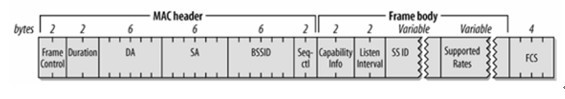 MAC header Frame body
bytes 2 2 6 6 6 2 2 2 Variable Variable 4
Frame Control Duration DA SA BSSID Seq-ctl Capability Info Listen Interval SS ID Supported Rates FCS